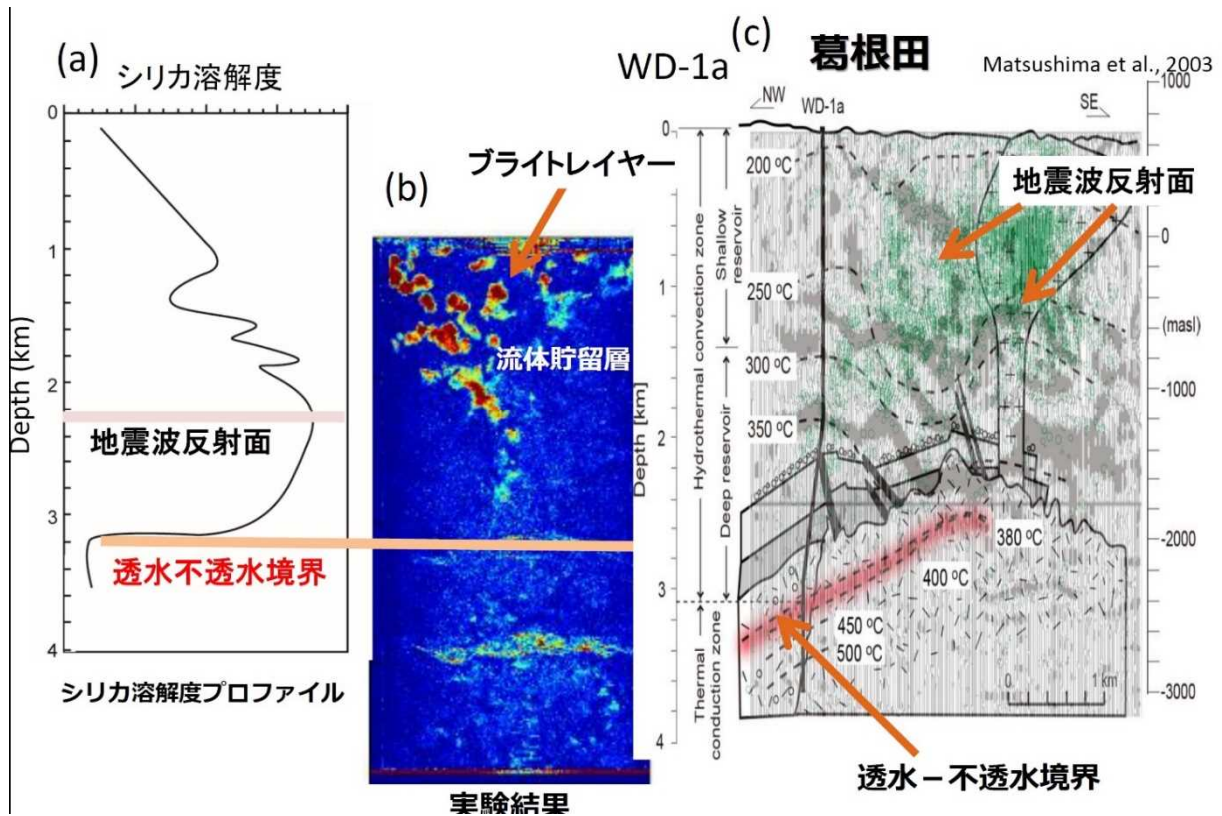 (a)
シリカ溶解度
0
1
2
3
4
Depth (km)
地震波反射面
透水不透水境界
シリカ溶解度プロファイル
WD-1a
ブライトレイヤー
(b)
流体貯留層
実験結果
(c)
葛根田
Matsushima et al., 2003
NW
WD-1a
SE
地震波反射面
0
1
2
3
4
Depth [km]
Hydrothermal convection zone
Thermal conduction zone
Shallow reservoir
Deep reservoir
200 ºC
250 ºC
300 ºC
350 ºC
380 ºC
400 ºC
450 ºC
500 ºC
0
1 km
1000
0
(masl)
-1000
-2000
-3000
透水－不透水境界